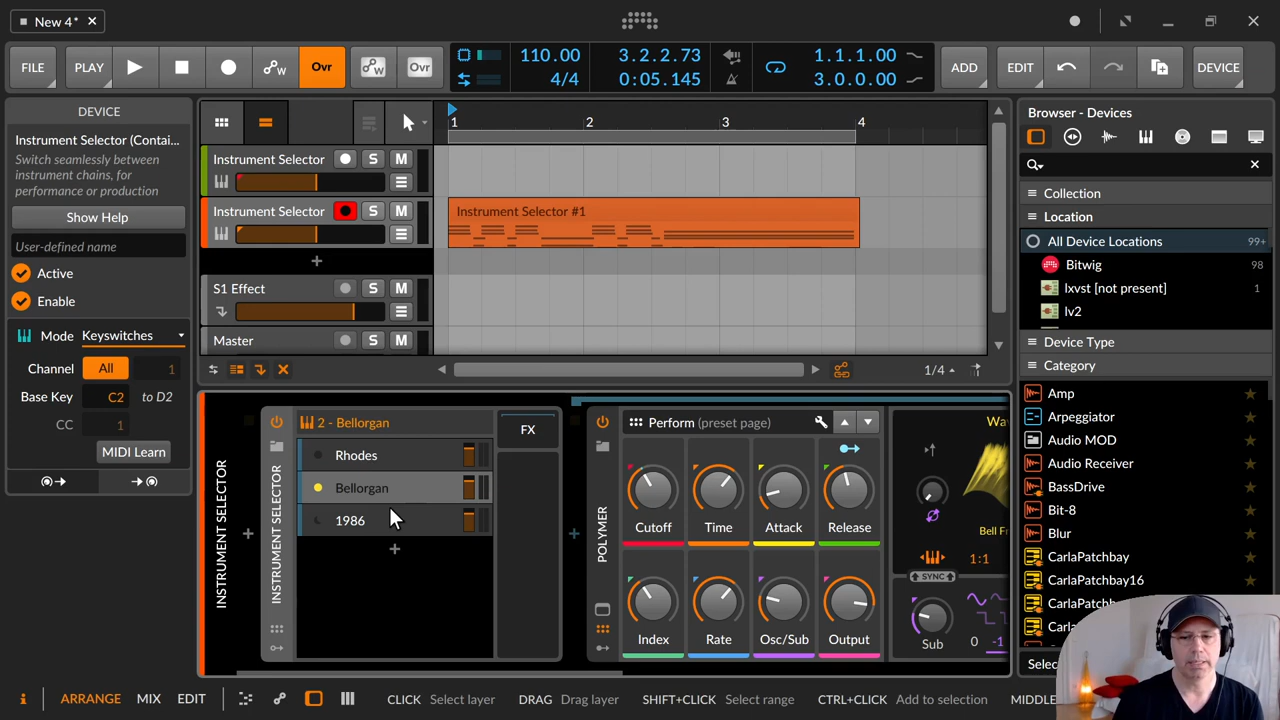 New 4*
FILE
PLAY
Ovr
Ovr
110.00
4/4
3.2.2.73
0:05.145
1.1.1.00
3.0.0.00
ADD
EDIT
DEVICE
DEVICE
Instrument Selector (Contai...
Switch seamlessly between
instrument chains, for
performance or production
Show Help
User-defined name
Active
Enable
Mode Keyswitches
Channel All 1
Base Key C2 to D2
CC 1
MIDI Learn
1 2 3 4
Instrument Selector S M
Instrument Selector S M
Instrument Selector #1
S1 Effect S M
Master S M
1/4
INSTRUMENT SELECTOR
INSTRUMENT SELECTOR
2 - Bellorgan
Rhodes
Bellorgan
1986
FX
POLYMER
Perform (preset page)
Cutoff Time Attack Release
Index Rate Osc/Sub Output
Bell Fr
1:1
SYNC
Sub
0 -1
Browser - Devices
Collection
Location
All Device Locations 99+
Bitwig 98
lxvst [not present] 1
lv2
Device Type
Category
Amp
Arpeggiator
Audio MOD
Audio Receiver
BassDrive
Bit-8
Blur
CarlaPatchbay
CarlaPatchbay16
ARRANGE MIX EDIT
CLICK Select layer DRAG Drag layer SHIFT+CLICK Select range CTRL+CLICK Add to selection